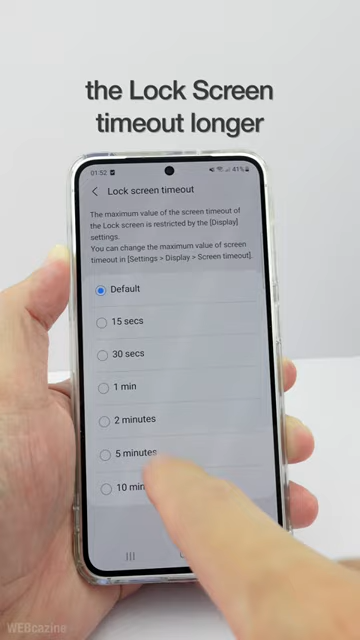 the Lock Screen
timeout longer
01:52 41%
Lock screen timeout
The maximum value of the screen timeout of
the Lock screen is restricted by the [Display]
settings.
You can change the maximum value of screen
timeout in [Settings > Display > Screen timeout].
Default
15 secs
30 secs
1 min
2 minutes
5 minutes
10
WEBcazine